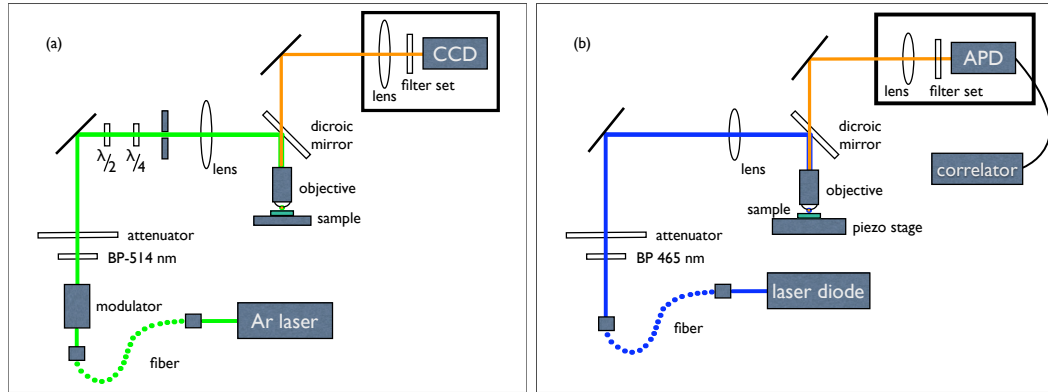 (a)
CCD
lens
filter set
dicroic
mirror
λ/2
λ/4
lens
objective
sample
attenuator
BP-514 nm
modulator
Ar laser
fiber
(b)
APD
lens
filter set
dicroic
mirror
correlator
lens
objective
sample
piezo stage
attenuator
BP 465 nm
laser diode
fiber